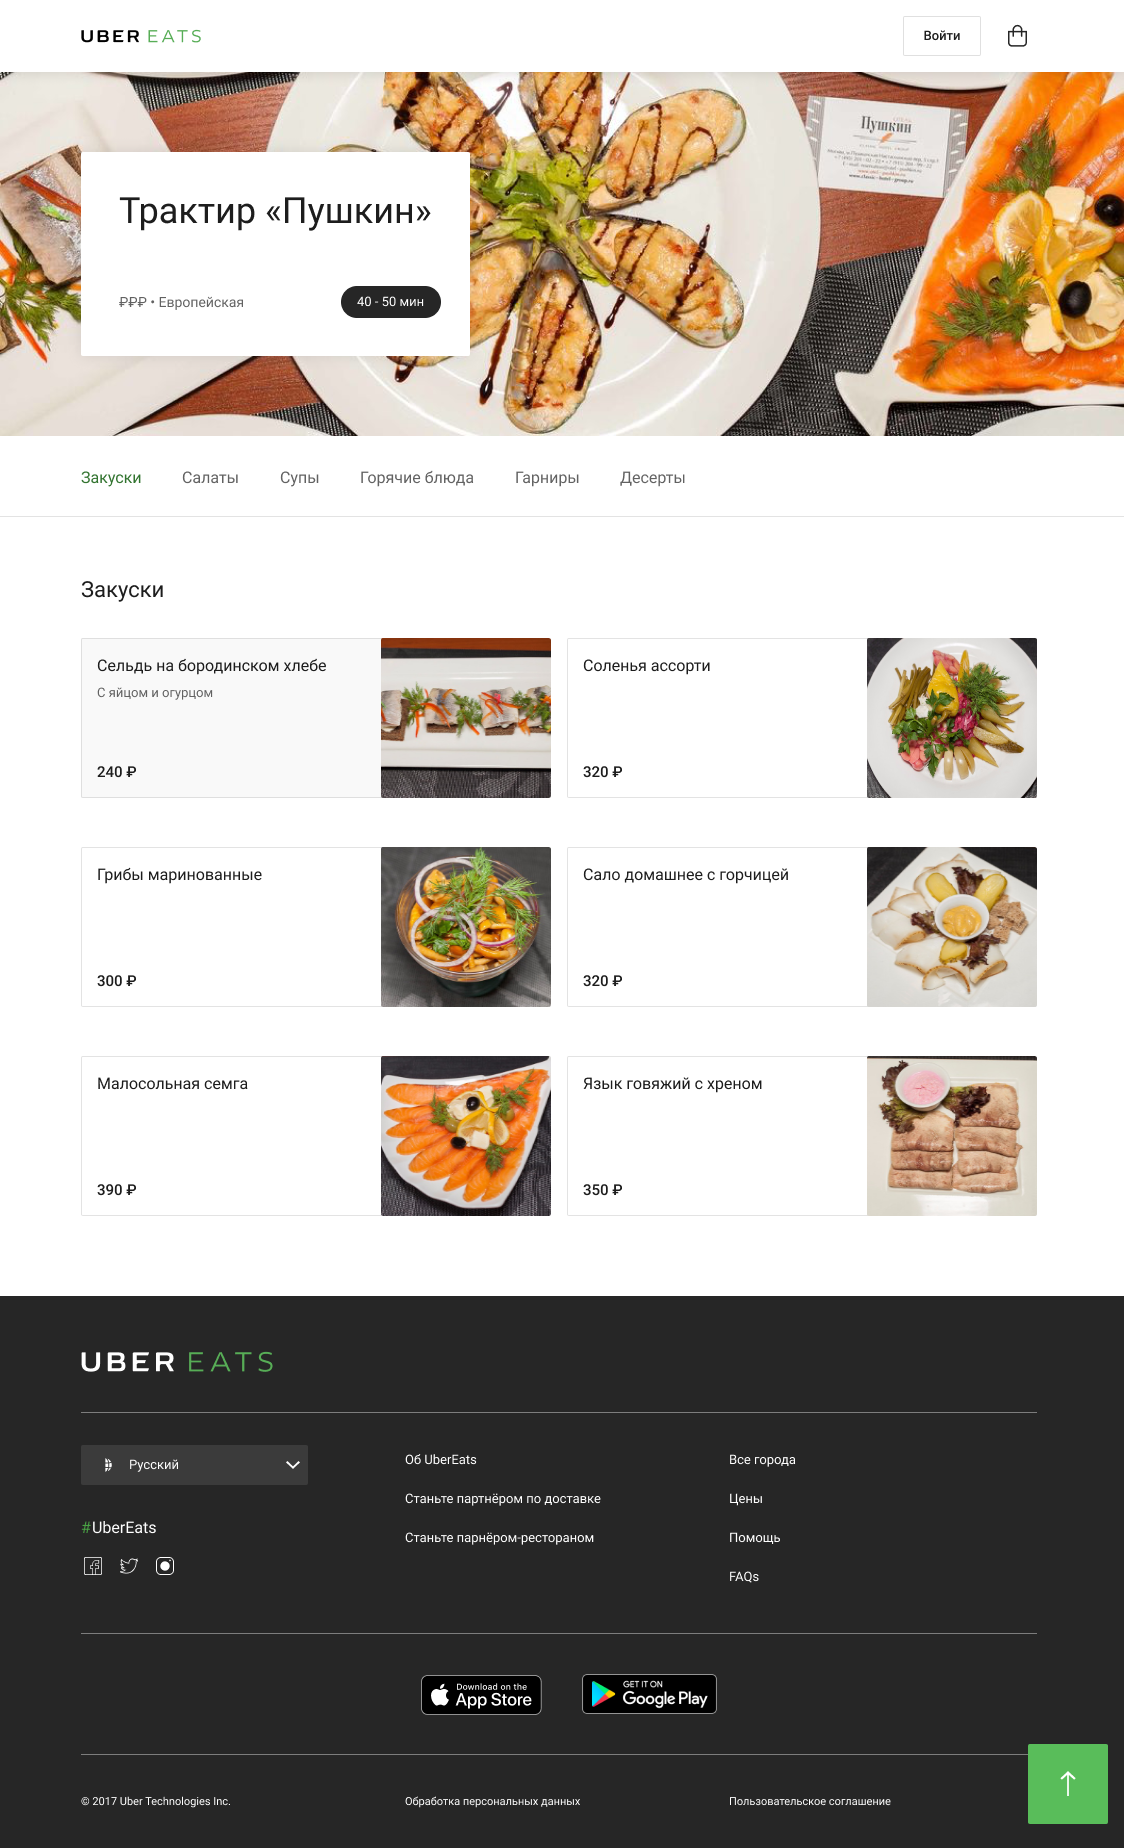 UBER EATS
Войти
Пушкин
Трактир «Пушкин»
₽₽₽ • Европейская
40 - 50 мин
Закуски
Салаты
Супы
Горячие блюда
Гарниры
Десерты
Закуски
Сельдь на бородинском хлебе
С яйцом и огурцом
240 ₽
Соленья ассорти
320 ₽
Грибы маринованные
300 ₽
Сало домашнее с горчицей
320 ₽
Малосольная семга
390 ₽
Язык говяжий с хреном
350 ₽
UBER EATS
Русский
#UberEats
Об UberEats
Станьте партнёром по доставке
Станьте парнёром-рестораном
Все города
Цены
Помощь
FAQs
Download on the
App Store
GET IT ON
Google Play
© 2017 Uber Technologies Inc.
Обработка персональных данных
Пользовательское соглашение